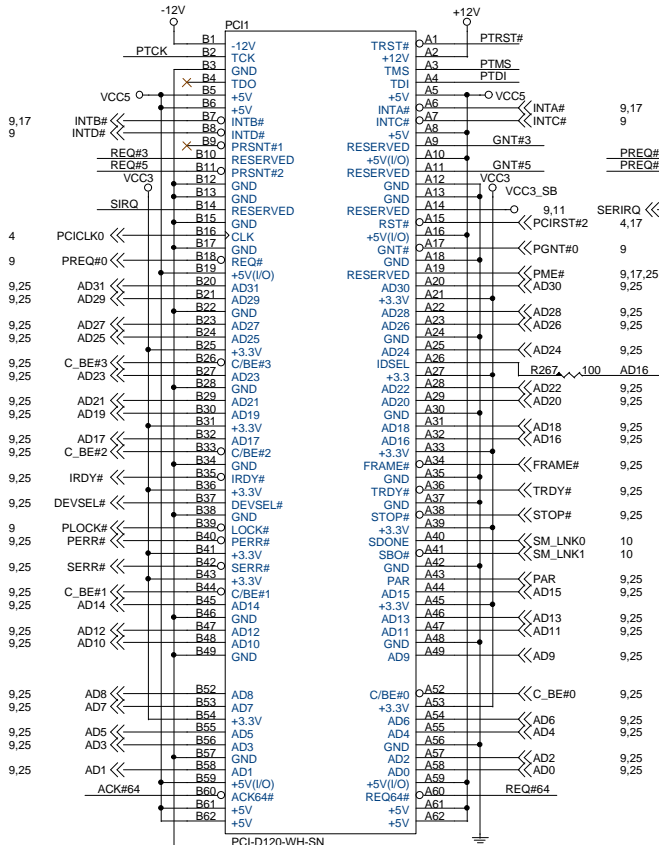 -12V +12V
PCI1
B1 -12V TRST# A1 PTRST#
PTCK B2 TCK +12V A2
B3 GND TMS A3 PTMS
B4 TDO TDI A4 PTDI
VCC5 B5 +5V +5V A5 VCC5
B6 +5V INTA# A6 INTA# 9,17
9,17 INTB# B7 INTB# INTC# A7 INTC# 9
9 INTD# B8 INTD# +5V A8
B9 PRSNT#1 RESERVED A9 GNT#3
REQ#3 B10 RESERVED +5V(I/O) A10 PREQ#
REQ#5 B11 PRSNT#2 RESERVED A11 GNT#5 PREQ#
VCC3 B12 GND GND A12 VCC3
B13 GND GND A13 VCC3_SB
SIRQ B14 RESERVED RESERVED A14 9,11 SERIRQ
B15 GND RST# A15 PCIRST#2 4,17
4 PCICLK0 B16 CLK +5V(I/O) A16
B17 GND GNT# A17 PGNT#0 9
9 PREQ#0 B18 REQ# GND A18
B19 +5V(I/O) RESERVED A19 PME# 9,17,25
9,25 AD31 B20 AD31 AD30 A20 AD30 9,25
9,25 AD29 B21 AD29 +3.3V A21
B22 GND AD28 A22 AD28 9,25
9,25 AD27 B23 AD27 AD26 A23 AD26 9,25
9,25 AD25 B24 AD25 GND A24
B25 +3.3V AD24 A25 AD24 9,25
9,25 C_BE#3 B26 C/BE#3 IDSEL A26
9,25 AD23 B27 AD23 +3.3 A27 R267 100 AD16
B28 GND AD22 A28 AD22 9,25
9,25 AD21 B29 AD21 AD20 A29 AD20 9,25
9,25 AD19 B30 AD19 GND A30
B31 +3.3V AD18 A31 AD18 9,25
9,25 AD17 B32 AD17 AD16 A32 AD16 9,25
9,25 C_BE#2 B33 C/BE#2 +3.3V A33
B34 GND FRAME# A34 FRAME# 9,25
9,25 IRDY# B35 IRDY# GND A35
B36 +3.3V TRDY# A36 TRDY# 9,25
9,25 DEVSEL# B37 DEVSEL# GND A37
B38 GND STOP# A38 STOP# 9,25
9 PLOCK# B39 LOCK# +3.3V A39
9,25 PERR# B40 PERR# SDONE A40 SM_LNK0 10
B41 +3.3V SBO# A41 SM_LNK1 10
9,25 SERR# B42 SERR# GND A42
B43 +3.3V PAR A43 PAR 9,25
9,25 C_BE#1 B44 C/BE#1 AD15 A44 AD15 9,25
9,25 AD14 B45 AD14 +3.3V A45
B46 GND AD13 A46 AD13 9,25
9,25 AD12 B47 AD12 AD11 A47 AD11 9,25
9,25 AD10 B48 AD10 GND A48
B49 GND AD9 A49 AD9 9,25
9,25 AD8 B52 AD8 C/BE#0 A52 C_BE#0 9,25
9,25 AD7 B53 AD7 +3.3V A53
B54 +3.3V AD6 A54 AD6 9,25
9,25 AD5 B55 AD5 AD4 A55 AD4 9,25
9,25 AD3 B56 AD3 GND A56
B57 GND AD2 A57 AD2 9,25
9,25 AD1 B58 AD1 AD0 A58 AD0 9,25
B59 +5V(I/O) +5V(I/O) A59
ACK#64 B60 ACK64# REQ64# A60 REQ#64
B61 +5V +5V A61
B62 +5V +5V A62
PCI-D120-WH-SN